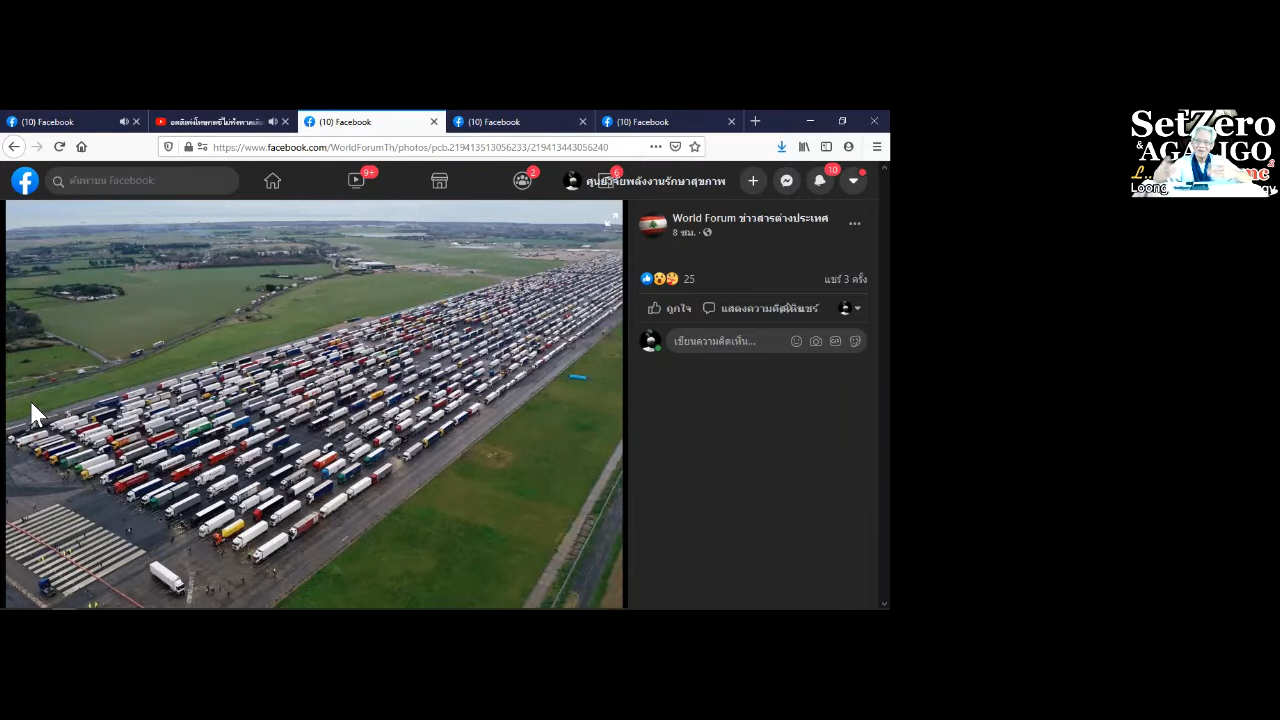 (10) Facebook
(10) Facebook
(10) Facebook
(10) Facebook
https://www.facebook.com/WorldForumTh/photos/pcb.219413513056233/219413443056240
ค้นหาบน Facebook
9+
2
6
ศูนย์วิจัยพลังงานรักษาสุขภาพ
10
World Forum ข่าวสารต่างประเทศ
8 ชม.
25
แชร์ 3 ครั้ง
ถูกใจ
แสดงความคิดเห็น
แชร์
เขียนความคิดเห็น...
GIF
SetZero
& AGALIGO
Loong